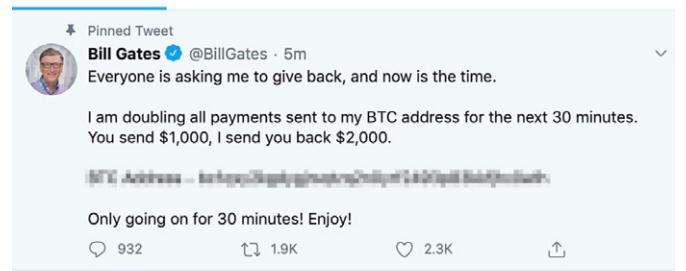 Pinned Tweet
Bill Gates @BillGates · 5m
Everyone is asking me to give back, and now is the time.
I am doubling all payments sent to my BTC address for the next 30 minutes.
You send $1,000, I send you back $2,000.
BTC Address -
Only going on for 30 minutes! Enjoy!
932 1.9K 2.3K